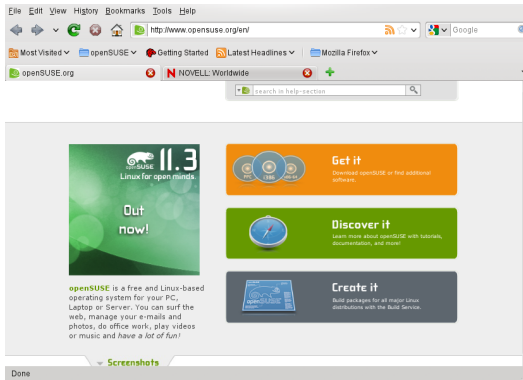 File Edit View History Bookmarks Tools Help
http://www.opensuse.org/en/
Google
Most Visited openSUSE Getting Started Latest Headlines Mozilla Firefox
openSUSE.org NOVELL: Worldwide
search in help-section
openSUSE 11.3
Linux for open minds.
Out
now!
openSUSE is a free and Linux-based
operating system for your PC,
Laptop or Server. You can surf the
web, manage your e-mails and
photos, do office work, play videos
or music and have a lot of fun!
Get it
Download openSUSE or find additional
software.
Discover it
Learn more about openSUSE with tutorials,
documentation, and more!
openSUSE
Create it
Build packages for all major Linux
distributions with the Build Service.
Screenshots
Done